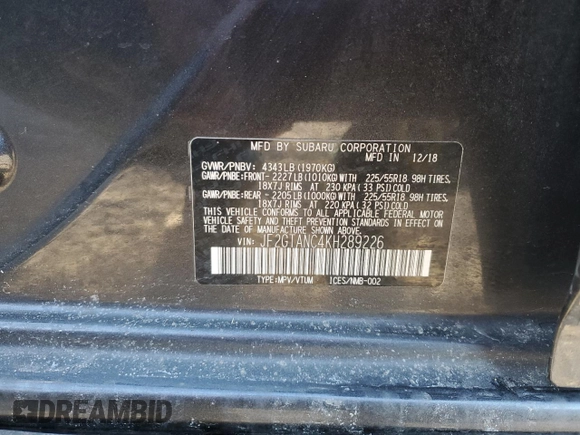 MFD BY SUBARU CORPORATION
MFD IN 12/18
GVWR/PNBV: 4343LB(1970KG)
GAWR/PNBE:FRONT-2227LB(1010KG)WITH 225/55R18 98H TIRES,
18X7J RIMS AT 230 KPA(33 PSI)COLD
GAWR/PNBE:REAR -2205LB(1000KG)WITH 225/55R18 98H TIRES,
18X7J RIMS AT 220 KPA(32 PSI)COLD
THIS VEHICLE CONFORMS TO ALL APPLICABLE FEDERAL MOTOR
VEHICLE SAFETY AND THEFT PREVENTION STANDARDS IN
EFFECT ON THE DATE OF MANUFACTURE SHOWN ABOVE.
VIN: JF2GTANC4KH289226
TYPE:MPV/VTUM ICES/NMB-002
DREAMBID